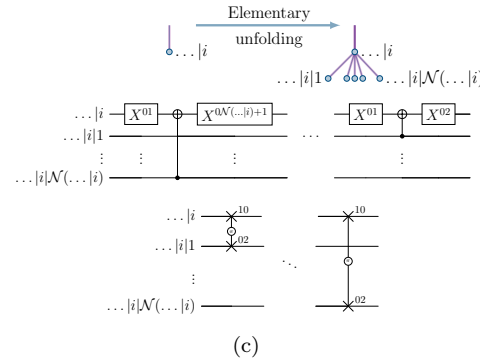 Elementary
unfolding
...|i ...|i
...|i|1 ...|i|N(...|i)
...|i X^{01} X^{0N(...|i)+1} X^{01} X^{02}
...|i|1 ...
⋮ ⋮ ⋮ ⋮
...|i|N(...|i)
...|i 10 10
...|i|1 02 ⋱
⋮
...|i|N(...|i) 02
(c)